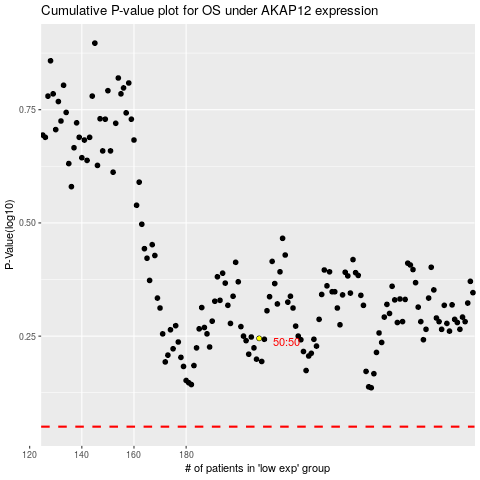 Cumulative P-value plot for OS under AKAP12 expression
P-Value(log10)
0.75
0.50
0.25
50:50
120 140 160 180
# of patients in 'low exp' group